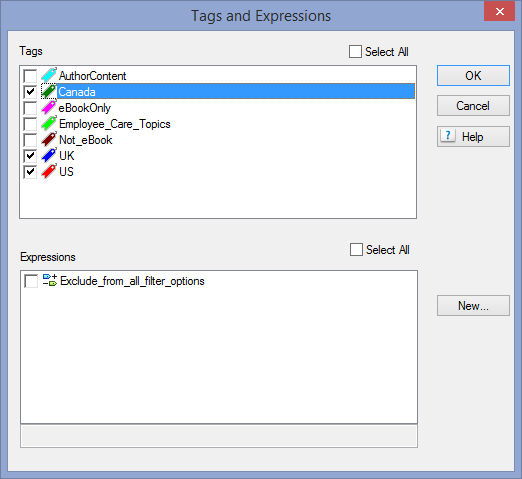 Tags and Expressions
Tags
Select All
AuthorContent
Canada
eBookOnly
Employee_Care_Topics
Not_eBook
UK
US
OK
Cancel
? Help
Select All
Expressions
Exclude_from_all_filter_options
New...